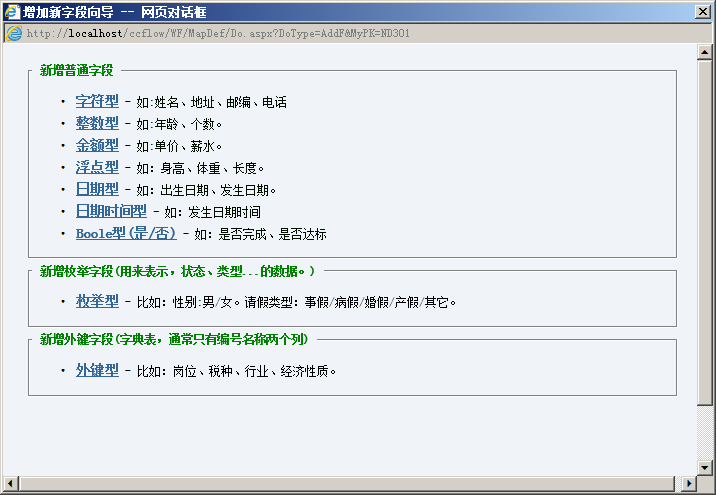 增加新字段向导 -- 网页对话框
http://localhost/ccflow/WF/MapDef/Do.aspx?DoType=AddF&MyPK=ND301
新增普通字段
• 字符型 - 如:姓名、地址、邮编、电话
• 整数型 - 如:年龄、个数。
• 金额型 - 如:单价、薪水。
• 浮点型 - 如：身高、体重、长度。
• 日期型 - 如：出生日期、发生日期。
• 日期时间型 - 如：发生日期时间
• Boole型(是/否) - 如：是否完成、是否达标
新增枚举字段(用来表示，状态、类型...的数据。)
• 枚举型 - 比如：性别:男/女。请假类型：事假/病假/婚假/产假/其它。
新增外键字段(字典表，通常只有编号名称两个列)
• 外键型 - 比如：岗位、税种、行业、经济性质。